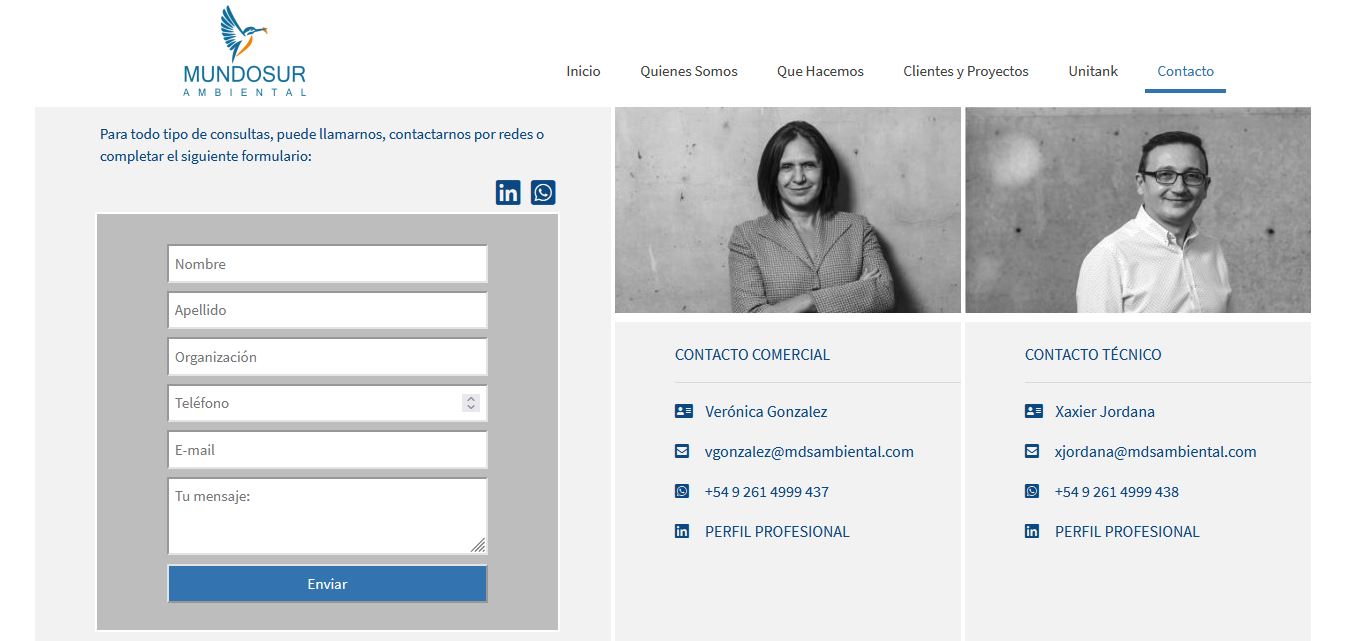 MUNDOSUR
AMBIENTAL
Inicio
Quienes Somos
Que Hacemos
Clientes y Proyectos
Unitank
Contacto
Para todo tipo de consultas, puede llamarnos, contactarnos por redes o
completar el siguiente formulario:
Nombre
Apellido
Organización
Teléfono
E-mail
Tu mensaje:
Enviar
CONTACTO COMERCIAL
Verónica Gonzalez
vgonzalez@mdsambiental.com
+54 9 261 4999 437
PERFIL PROFESIONAL
CONTACTO TÉCNICO
Xaxier Jordana
xjordana@mdsambiental.com
+54 9 261 4999 438
PERFIL PROFESIONAL